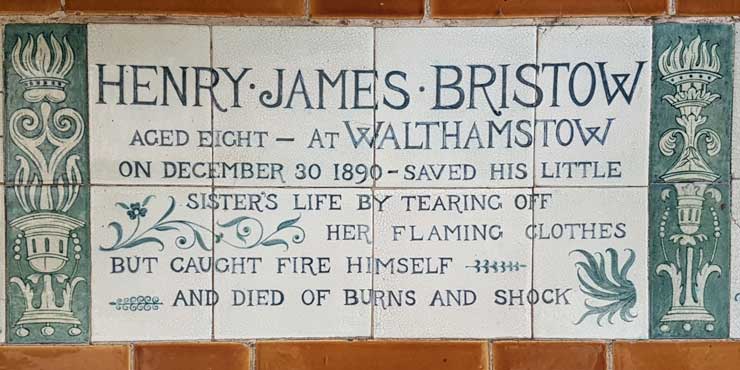 HENRY · JAMES · BRISTOW
AGED EIGHT – AT WALTHAMSTOW
ON DECEMBER 30 1890 – SAVED HIS LITTLE
SISTER'S LIFE BY TEARING OFF
HER FLAMING CLOTHES
BUT CAUGHT FIRE HIMSELF
AND DIED OF BURNS AND SHOCK